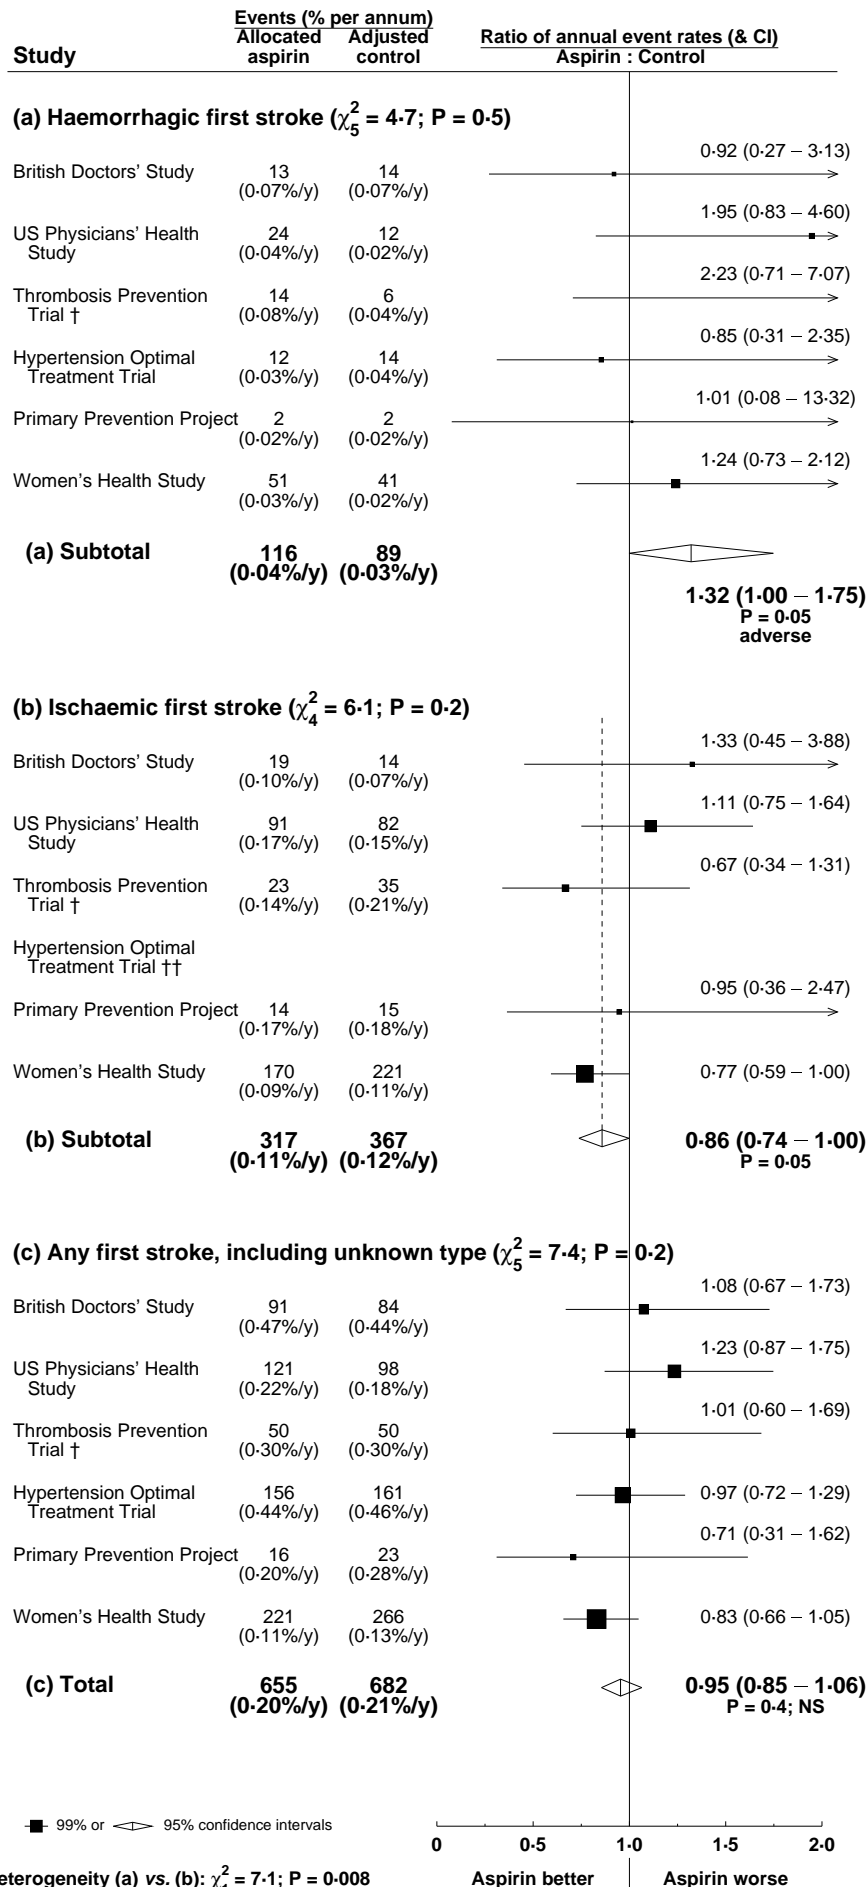 Events (% per annum)
Study Allocated aspirin Adjusted control Ratio of annual event rates (& CI)
Aspirin : Control
(a) Haemorrhagic first stroke (χ²₅ = 4·7; P = 0·5)
British Doctors’ Study 13 14 0·92 (0·27 – 3·13)
(0·07%/y) (0·07%/y)
US Physicians’ Health 24 12 1·95 (0·83 – 4·60)
Study (0·04%/y) (0·02%/y)
Thrombosis Prevention 14 6 2·23 (0·71 – 7·07)
Trial † (0·08%/y) (0·04%/y)
Hypertension Optimal 12 14 0·85 (0·31 – 2·35)
Treatment Trial (0·03%/y) (0·04%/y)
Primary Prevention Project 2 2 1·01 (0·08 – 13·32)
(0·02%/y) (0·02%/y)
Women’s Health Study 51 41 1·24 (0·73 – 2·12)
(0·03%/y) (0·02%/y)
(a) Subtotal 116 89
(0·04%/y) (0·03%/y)
1·32 (1·00 – 1·75)
P = 0·05
adverse
(b) Ischaemic first stroke (χ²₄ = 6·1; P = 0·2)
British Doctors’ Study 19 14 1·33 (0·45 – 3·88)
(0·10%/y) (0·07%/y)
US Physicians’ Health 91 82 1·11 (0·75 – 1·64)
Study (0·17%/y) (0·15%/y)
Thrombosis Prevention 23 35 0·67 (0·34 – 1·31)
Trial † (0·14%/y) (0·21%/y)
Hypertension Optimal
Treatment Trial ††
Primary Prevention Project 14 15 0·95 (0·36 – 2·47)
(0·17%/y) (0·18%/y)
Women’s Health Study 170 221 0·77 (0·59 – 1·00)
(0·09%/y) (0·11%/y)
(b) Subtotal 317 367 0·86 (0·74 – 1·00)
(0·11%/y) (0·12%/y) P = 0·05
(c) Any first stroke, including unknown type (χ²₅ = 7·4; P = 0·2)
British Doctors’ Study 91 84 1·08 (0·67 – 1·73)
(0·47%/y) (0·44%/y)
US Physicians’ Health 121 98 1·23 (0·87 – 1·75)
Study (0·22%/y) (0·18%/y)
Thrombosis Prevention 50 50 1·01 (0·60 – 1·69)
Trial † (0·30%/y) (0·30%/y)
Hypertension Optimal 156 161 0·97 (0·72 – 1·29)
Treatment Trial (0·44%/y) (0·46%/y)
Primary Prevention Project 16 23 0·71 (0·31 – 1·62)
(0·20%/y) (0·28%/y)
Women’s Health Study 221 266 0·83 (0·66 – 1·05)
(0·11%/y) (0·13%/y)
(c) Total 655 682 0·95 (0·85 – 1·06)
(0·20%/y) (0·21%/y) P = 0·4; NS
99% or 95% confidence intervals
0 0·5 1·0 1·5 2·0
eterogeneity (a) vs. (b): χ²₁ = 7·1; P = 0·008 Aspirin better Aspirin worse